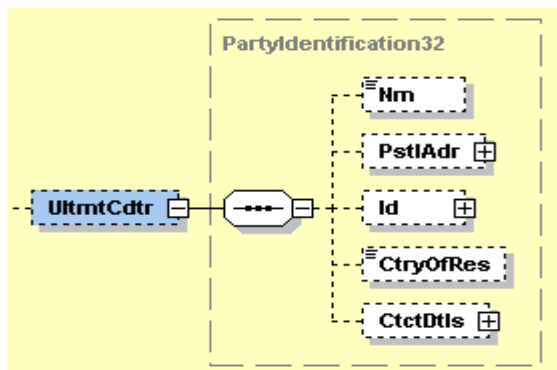 PartyIdentification32
Nm
PstlAdr
UltmtCdtr
Id
CtryOfRes
CtctDtls